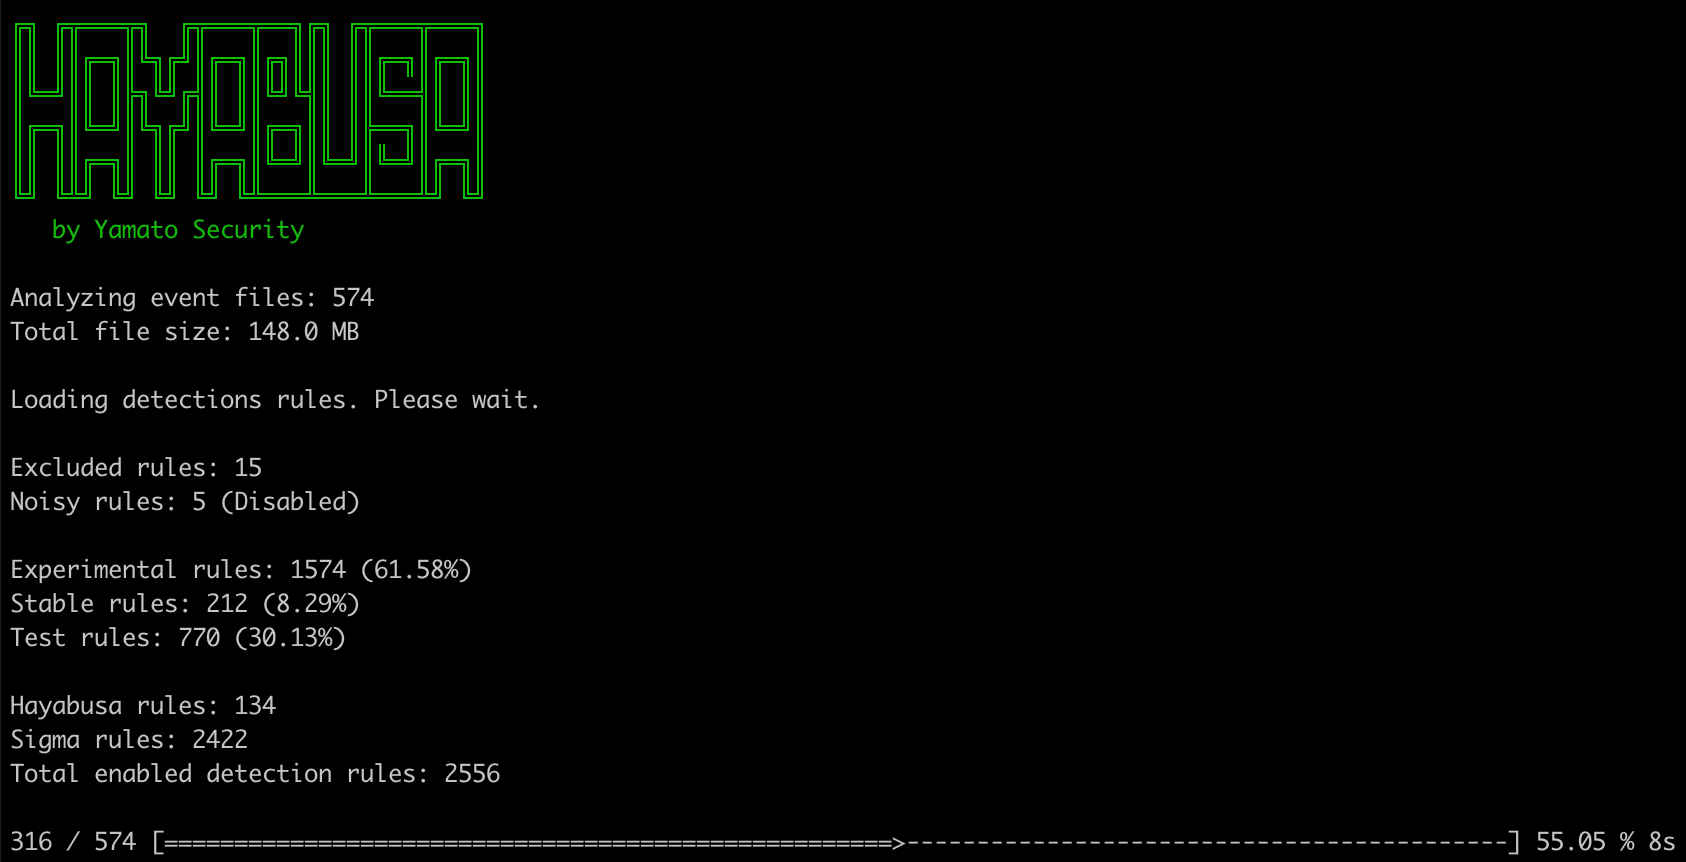 HAYABUSA
by Yamato Security
Analyzing event files: 574
Total file size: 148.0 MB
Loading detections rules. Please wait.
Excluded rules: 15
Noisy rules: 5 (Disabled)
Experimental rules: 1574 (61.58%)
Stable rules: 212 (8.29%)
Test rules: 770 (30.13%)
Hayabusa rules: 134
Sigma rules: 2422
Total enabled detection rules: 2556
316 / 574 [====================================================>-------------------------------------------] 55.05 % 8s